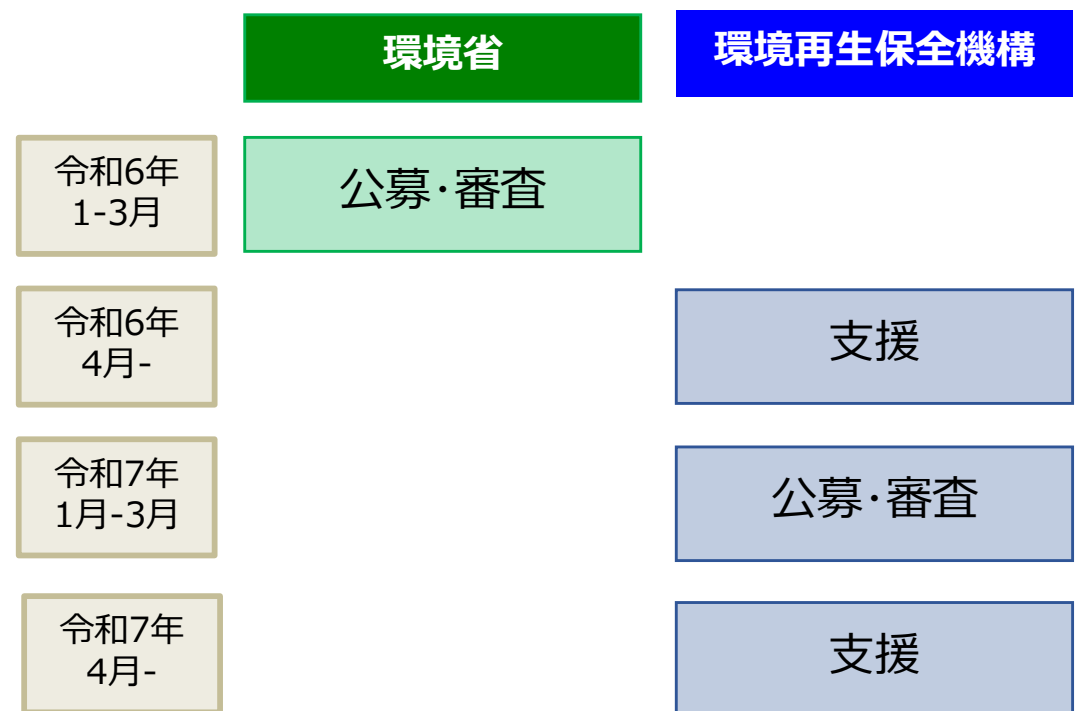 環境省
環境再生保全機構
令和6年
1-3月
公募･審査
令和6年
4月-
支援
令和7年
1月-3月
公募･審査
令和7年
4月-
支援